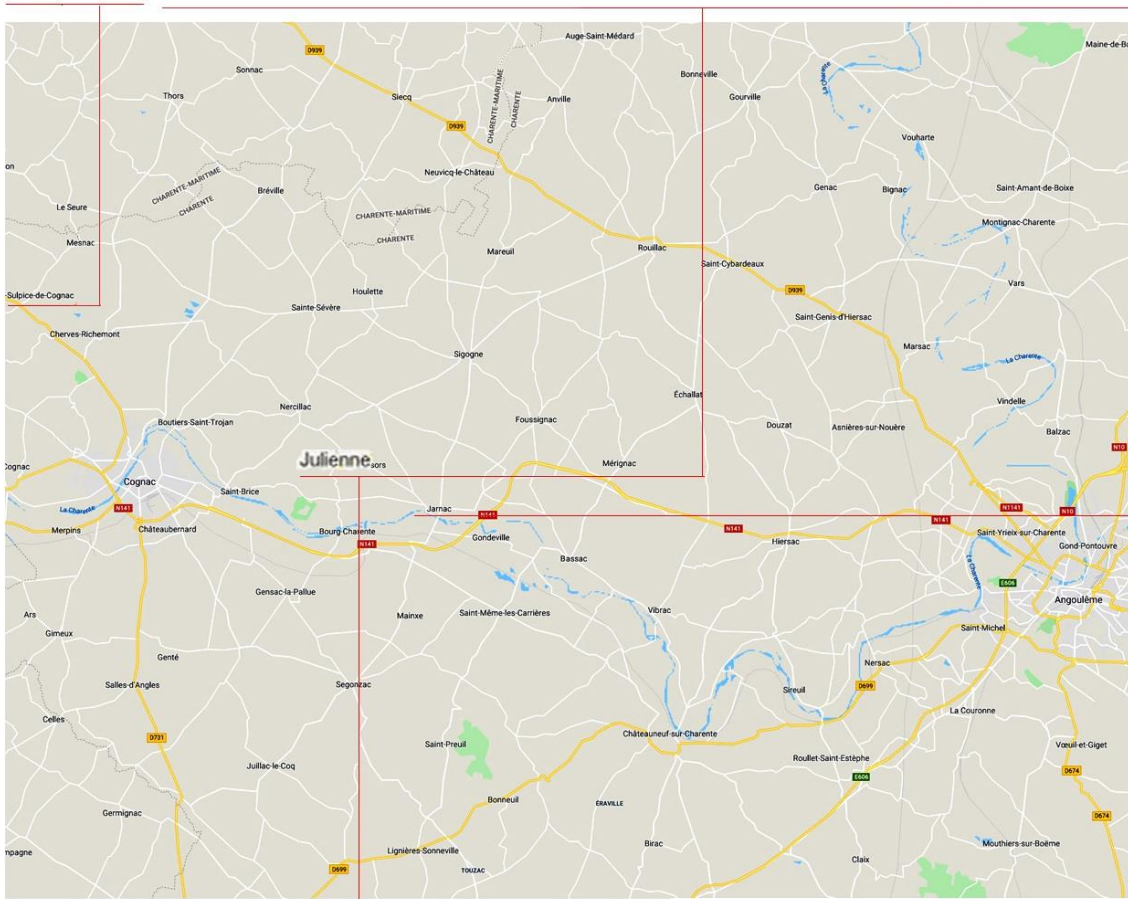 Auge-Saint-Médard
D939
Maine-de-Bo
Sonnac
Bonneville
La Charente
Thors
Siecq
Anville
Gourville
CHARENTE-MARITIME
CHARENTE
D939
Vouharte
on
Neuvicq-le-Château
CHARENTE-MARITIME
Bréville
Genac
Bignac
Saint-Amant-de-Boixe
Le Seure
CHARENTE
CHARENTE-MARITIME
Montignac-Charente
Mesnac
CHARENTE
Mareuil
Rouillac
Saint-Cybardeaux
Vars
-Sulpice-de-Cognac
Houlette
D939
Sainte-Sévère
Saint-Genis-d'Hiersac
Cherves-Richemont
Marsac
Sigogne
La Charente
Nercillac
Échallat
Vindelle
Boutiers-Saint-Trojan
Foussignac
Douzat
Asnières-sur-Nouère
Balzac
N10
Julienne
sors
Mérignac
Cognac
Cognac
Saint-Brice
La Charente
N141
Jarnac
N141
N1141
N10
Merpins
Châteaubernard
Bourg-Charente
N141
Gondeville
N141
N141
Hiersac
Saint-Yrieix-sur-Charente
Gond-Pontouvre
Bassac
La Charente
E606
Gensac-la-Pallue
Angoulême
Ars
Mainxe
Saint-Même-les-Carrières
Vibrac
Gimeux
Saint-Michel
Genté
Nersac
Salles-d'Angles
Segonzac
Sireuil
D699
Celles
La Couronne
D731
Saint-Preuil
Châteauneuf-sur-Charente
Vœuil-et-Giget
Juillac-le-Coq
Roullet-Saint-Estèphe
D674
E606
Bonneuil
ÉRAVILLE
Germignac
D674
mpagne
Lignières-Sonneville
Birac
Mouthiers-sur-Boëme
Claix
D699
TOUZAC